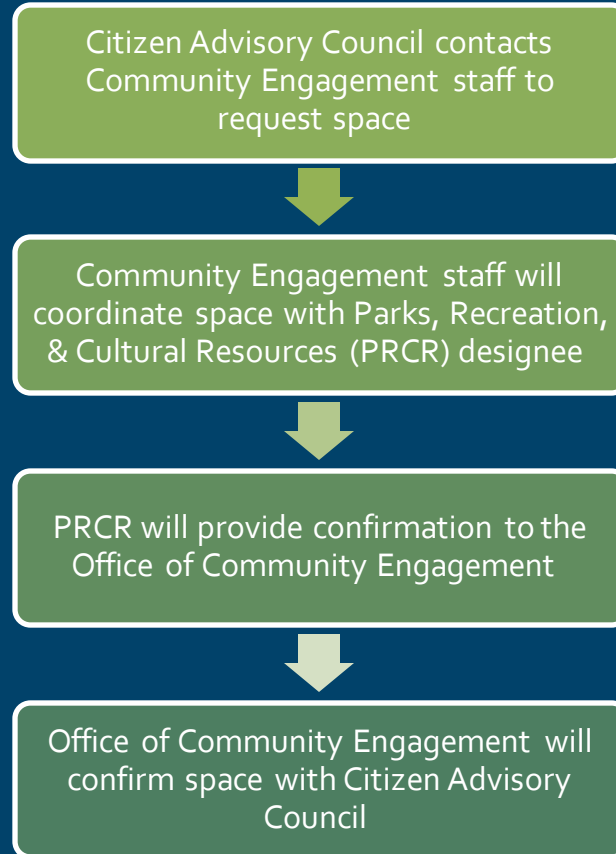 Citizen Advisory Council contacts
Community Engagement staff to
request space
Community Engagement staff will
coordinate space with Parks, Recreation,
& Cultural Resources (PRCR) designee
PRCR will provide confirmation to the
Office of Community Engagement
Office of Community Engagement will
confirm space with Citizen Advisory
Council